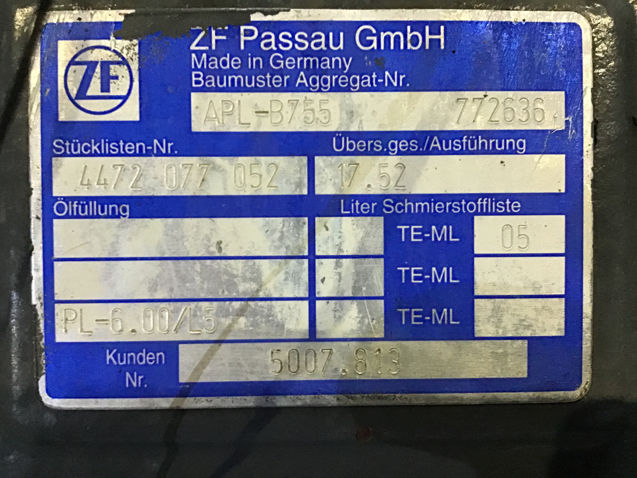 ZF
ZF Passau GmbH
Made in Germany
Baumuster Aggregat-Nr.
APL-B755 772636
Stücklisten-Nr. Übers.ges./Ausführung
4472 077 052 17.52
Ölfüllung Liter Schmierstoffliste
TE-ML 05
TE-ML
PL-6.00/L5 TE-ML
Kunden 5007.813
Nr.